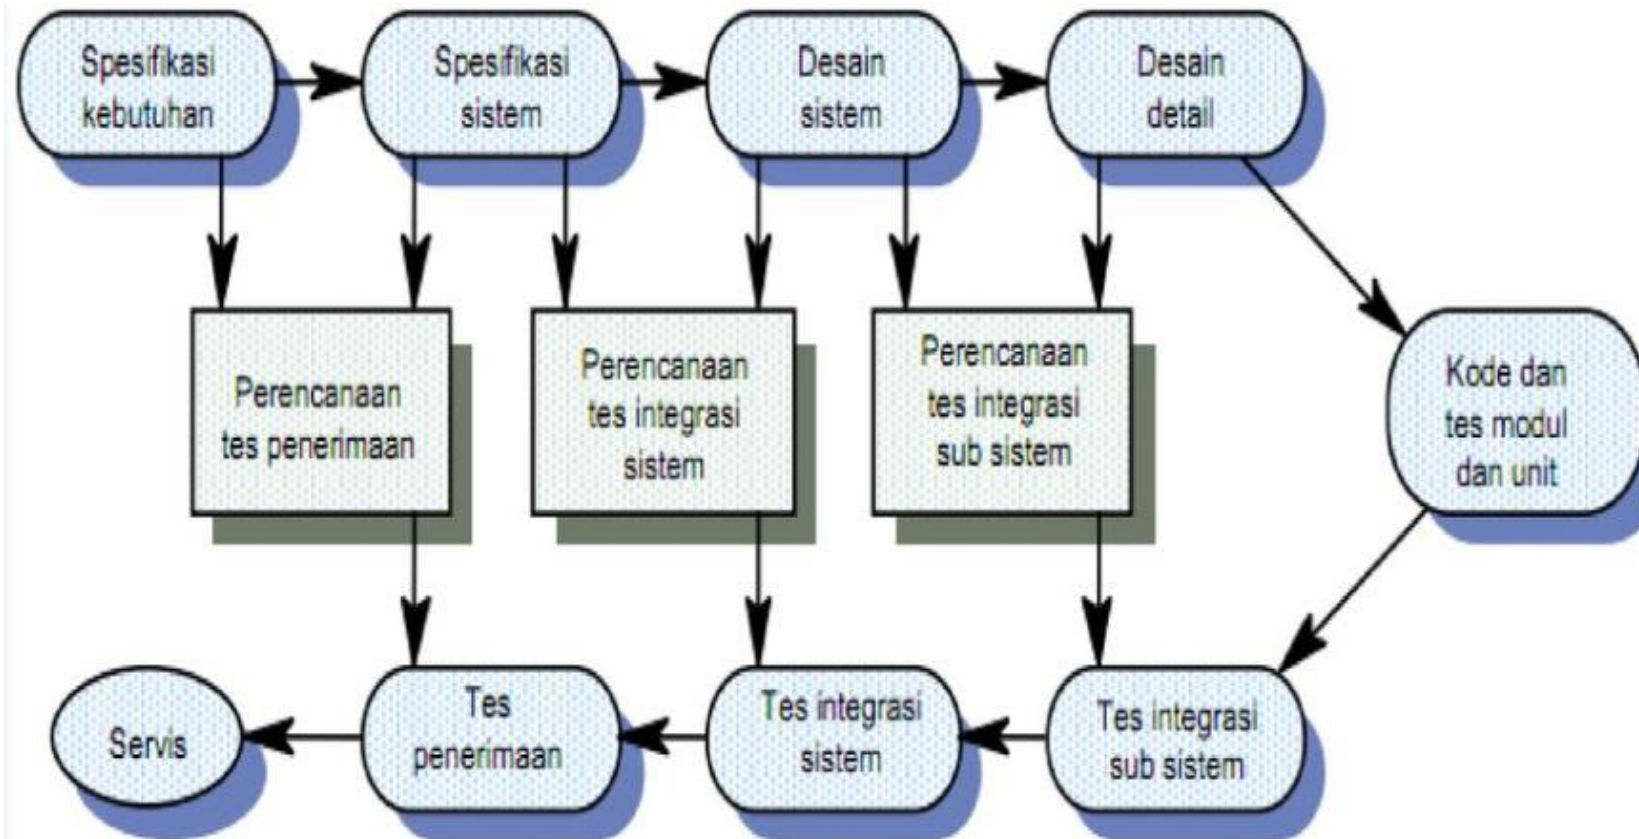 Spesifikasi
kebutuhan
Spesifikasi
sistem
Desain
sistem
Desain
detail
Perencanaan
tes penerimaan
Perencanaan
tes integrasi
sistem
Perencanaan
tes integrasi
sub sistem
Kode dan
tes modul
dan unit
Servis
Tes
penerimaan
Tes integrasi
sistem
Tes integrasi
sub sistem